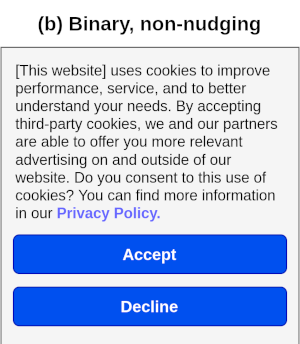 (b) Binary, non-nudging
[This website] uses cookies to improve
performance, service, and to better
understand your needs. By accepting
third-party cookies, we and our partners
are able to offer you more relevant
advertising on and outside of our
website. Do you consent to this use of
cookies? You can find more information
in our Privacy Policy.
Accept
Decline